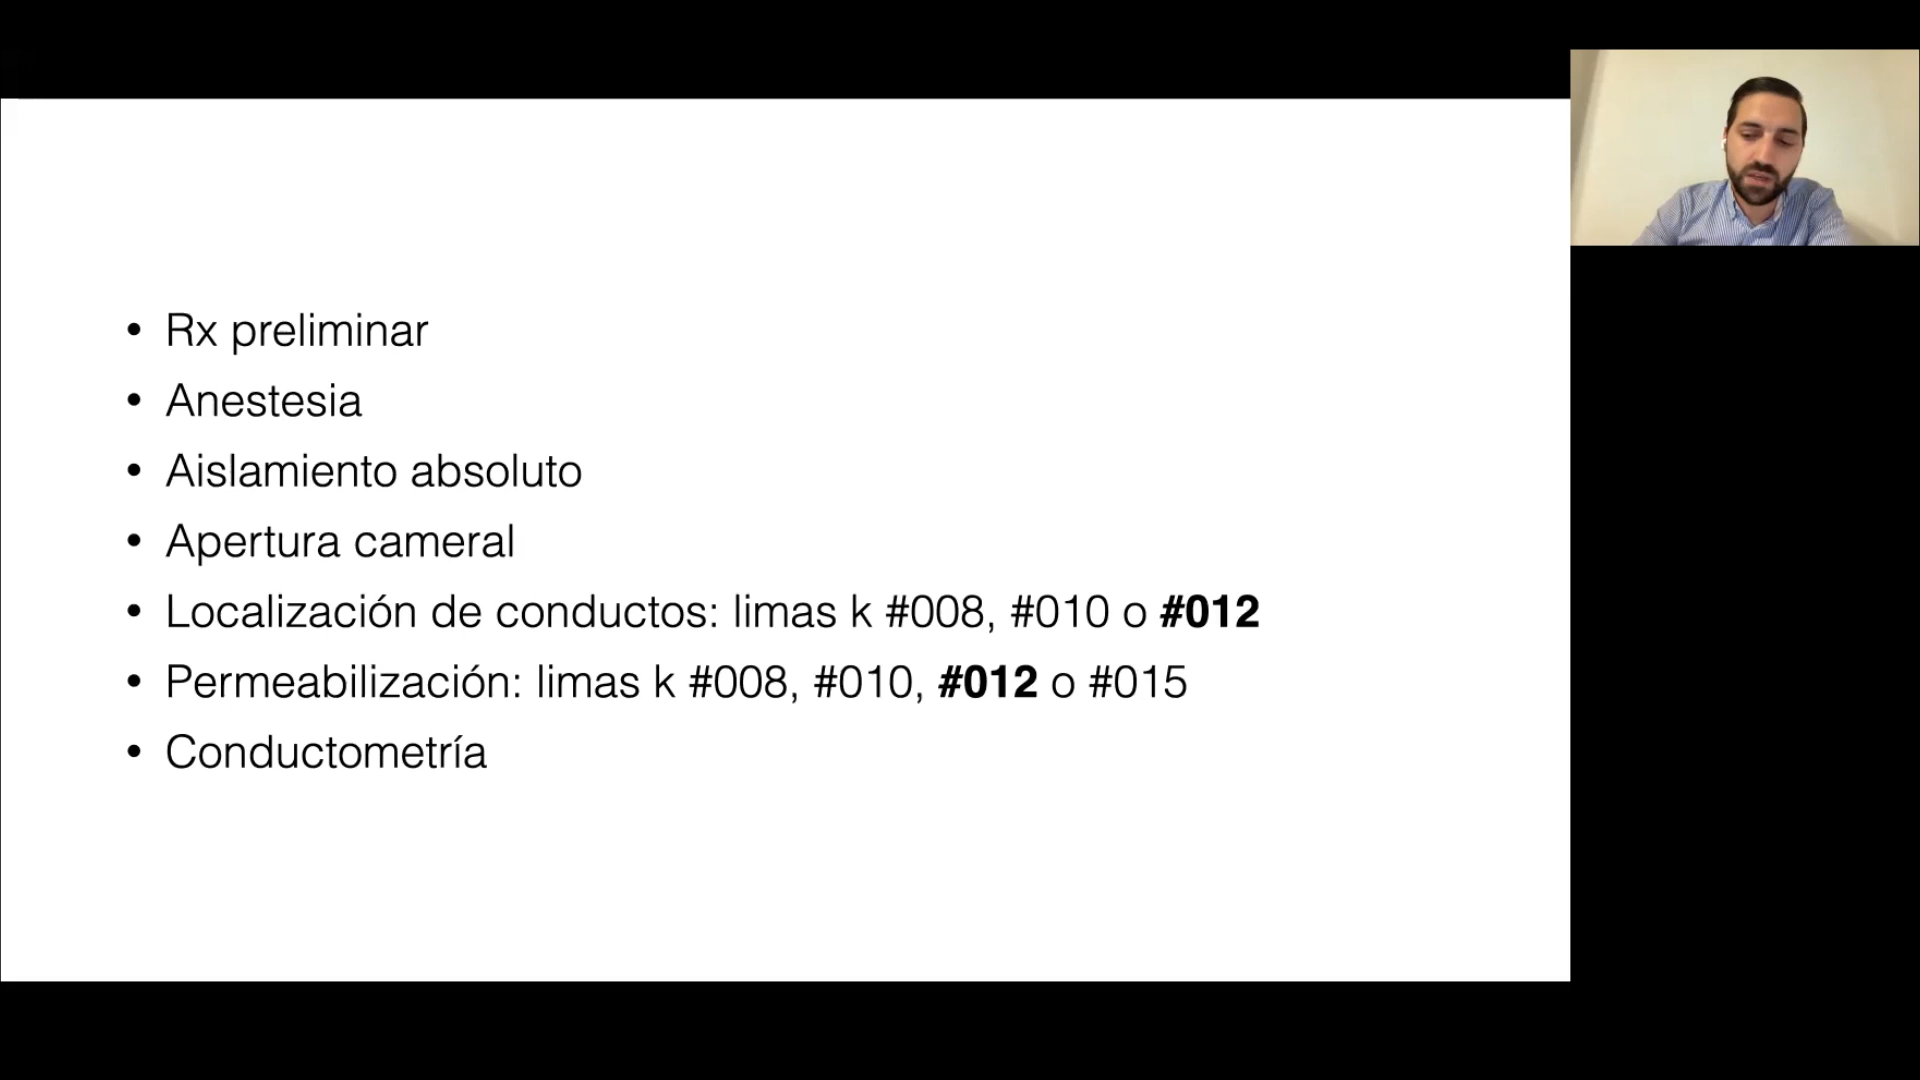 • Rx preliminar
• Anestesia
• Aislamiento absoluto
• Apertura cameral
• Localización de conductos: limas k #008, #010 o #012
• Permeabilización: limas k #008, #010, #012 o #015
• Conductometría